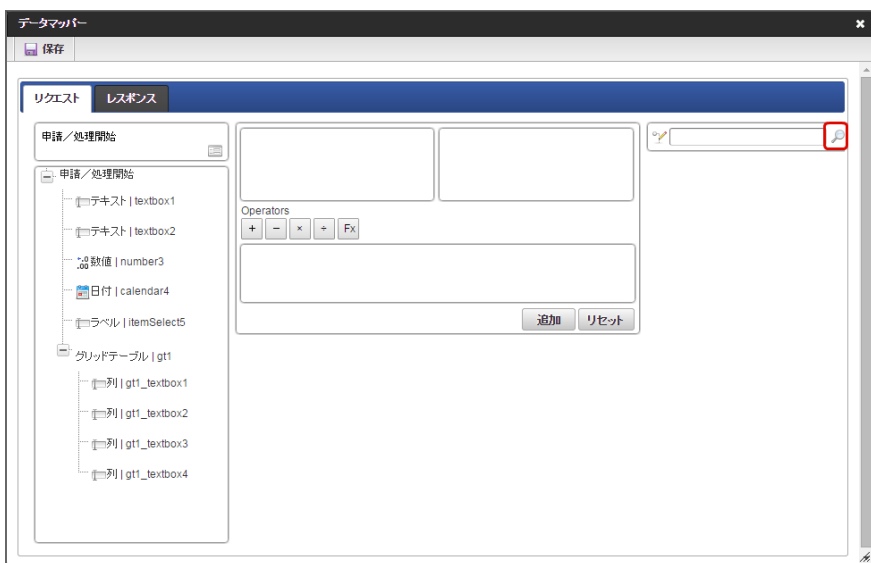 データマッパー
保存
リクエスト レスポンス
申請／処理開始
申請／処理開始
テキスト | textbox1
テキスト | textbox2
数値 | number3
日付 | calendar4
ラベル | itemSelect5
グリッドテーブル | gt1
列 | gt1_textbox1
列 | gt1_textbox2
列 | gt1_textbox3
列 | gt1_textbox4
Operators
+ − × ÷ Fx
追加 リセット